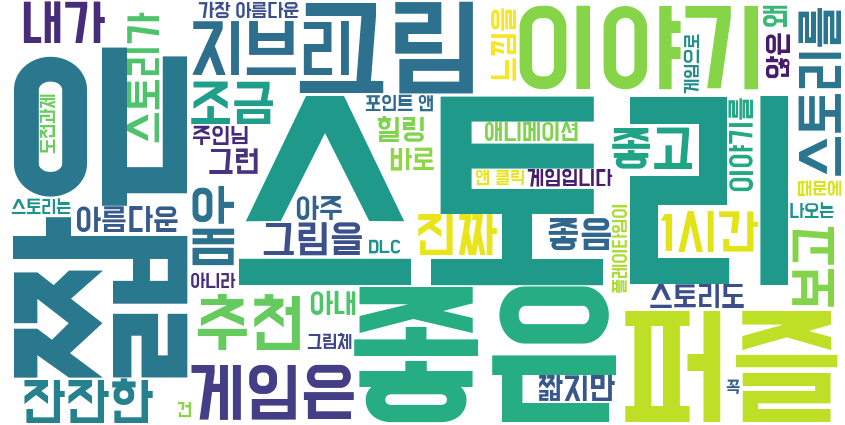 내가
가장 아름다운
지브리
그림
느낌을
이야기
게임으로
왜
않은
스토리를
스토리가
조금
포인트 앤
도전과제
주인님
힐링
애니메이션
좋고
이야기를
그런
바로
앤 클릭
게임입니다
때문에
스토리
짧아
스토리는
아름다운
아봄
아주
그림을
DLC
진짜
좋음
플레이타임이
1시간
나오는
보고
아니라
추천
아내
스토리도
그림체
좋은
퍼즐
잔잔한
건
게임은
짧지만
꼭